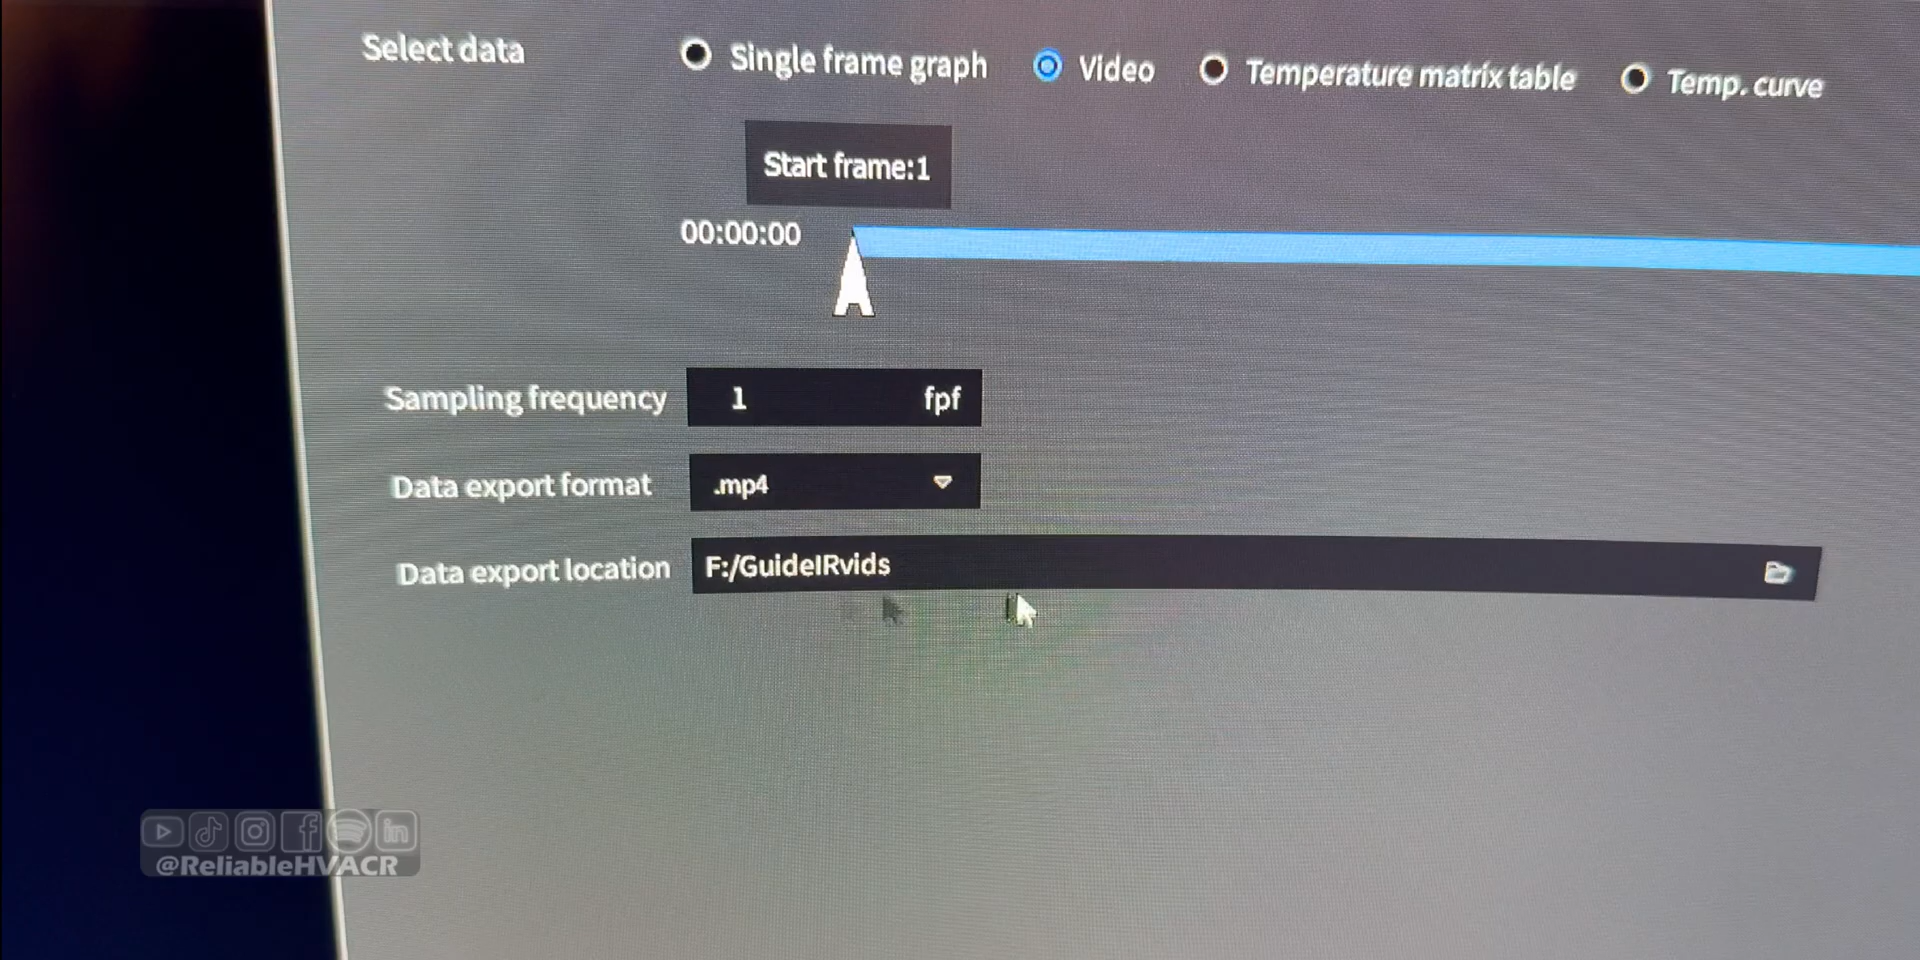 Select data
Single frame graph
Video
Temperature matrix table
Temp. curve
Start frame:1
00:00:00
Sampling frequency
1 fpf
Data export format
.mp4
Data export location
F:/GuideIRvids
@ReliableHVACR